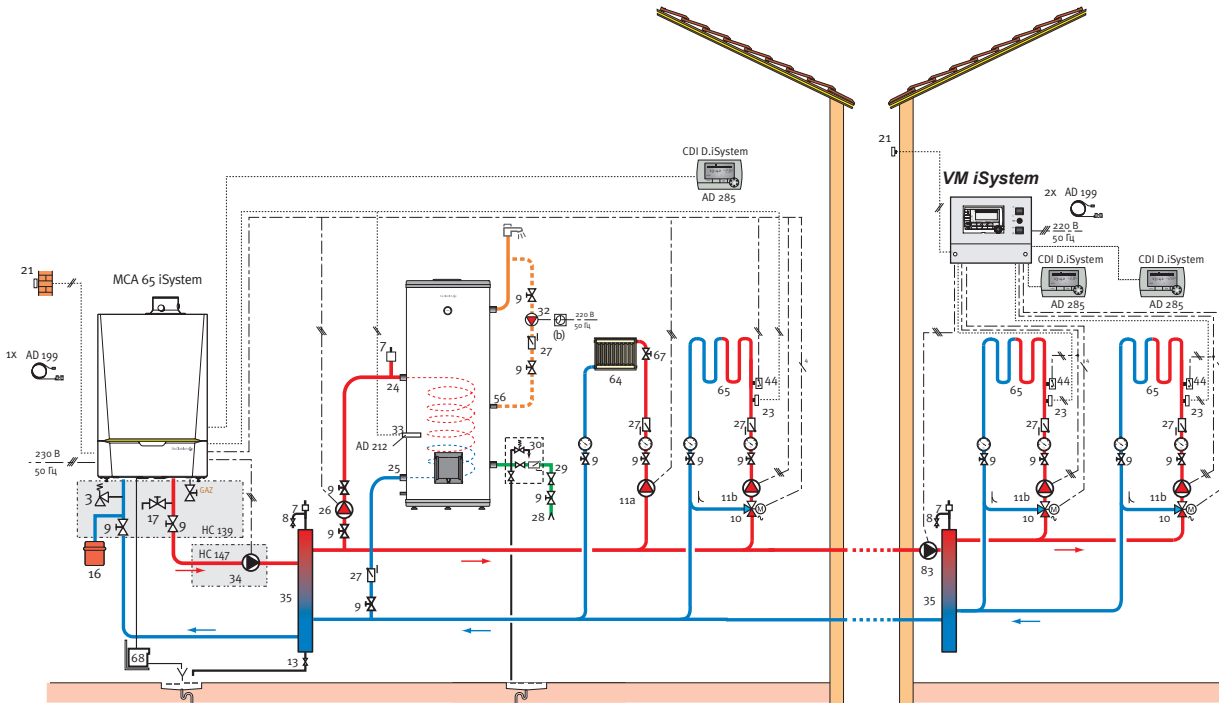 CDI D.iSystem
AD 285
21
VM iSystem
2x AD 199
220 В
50 Гц
CDI D.iSystem
AD 285
CDI D.iSystem
AD 285
21
MCA 65 iSystem
1x AD 199
230 В
50 Гц
GAZ
3
17
9
9
HC 139
HC 147
16
34
68
13
35
7
8
7
24
33
AD 212
25
9
26
9
27
9
9
32
(b)
220 В
50 Гц
27
9
56
30
29
9
28
64
67
9
27
9
11a
65
44
23
27
9
9
11b
10
M
83
7
8
35
65
44
23
27
9
9
11b
10
M
65
44
23
27
9
9
11b
10
M